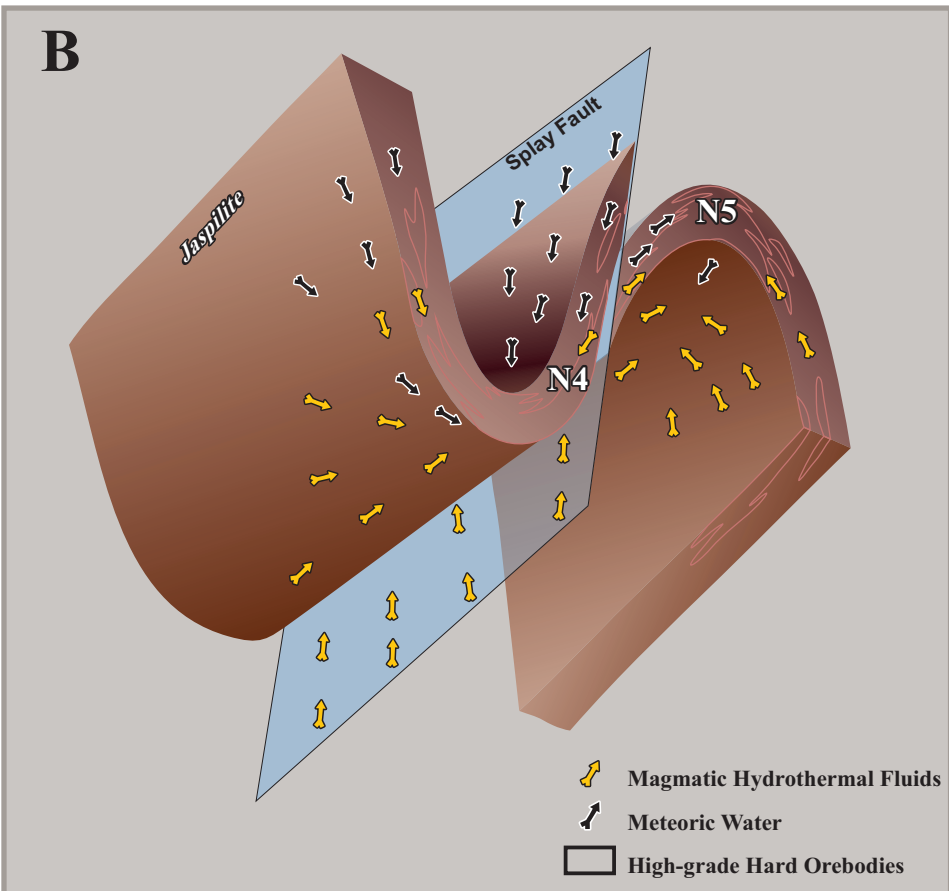 B
Splay Fault
Jaspilite
N5
N4
Magmatic Hydrothermal Fluids
Meteoric Water
High-grade Hard Orebodies